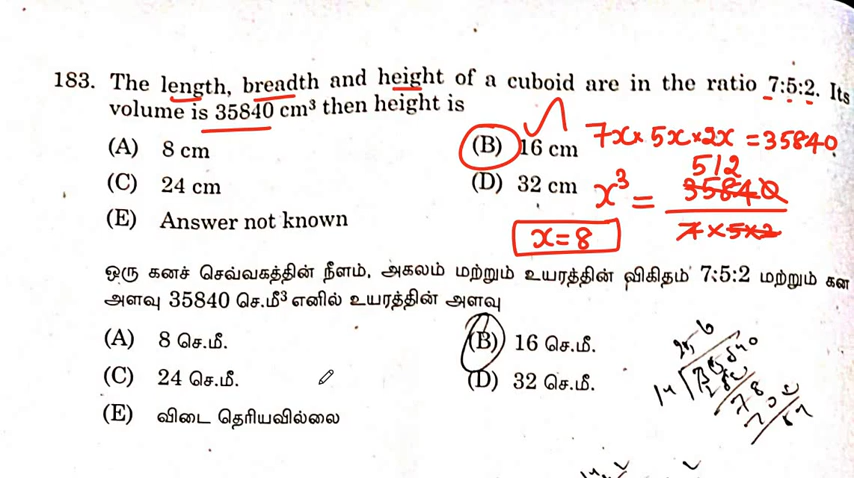 183. The length, breadth and height of a cuboid are in the ratio 7:5:2. Its
volume is 35840 cm³ then height is
(A) 8 cm
(B) 16 cm
7x × 5x × 2x = 35840
(C) 24 cm
(D) 32 cm
512
x³ = 35840
7 × 5 × 2
(E) Answer not known
x = 8
ஒரு கனச் செவ்வகத்தின் நீளம், அகலம் மற்றும் உயரத்தின் விகிதம் 7:5:2 மற்றும் கன
அளவு 35840 செ.மீ³ எனில் உயரத்தின் அளவு
(A) 8 செ.மீ.
(B) 16 செ.மீ.
(C) 24 செ.மீ.
(D) 32 செ.மீ.
(E) விடை தெரியவில்லை